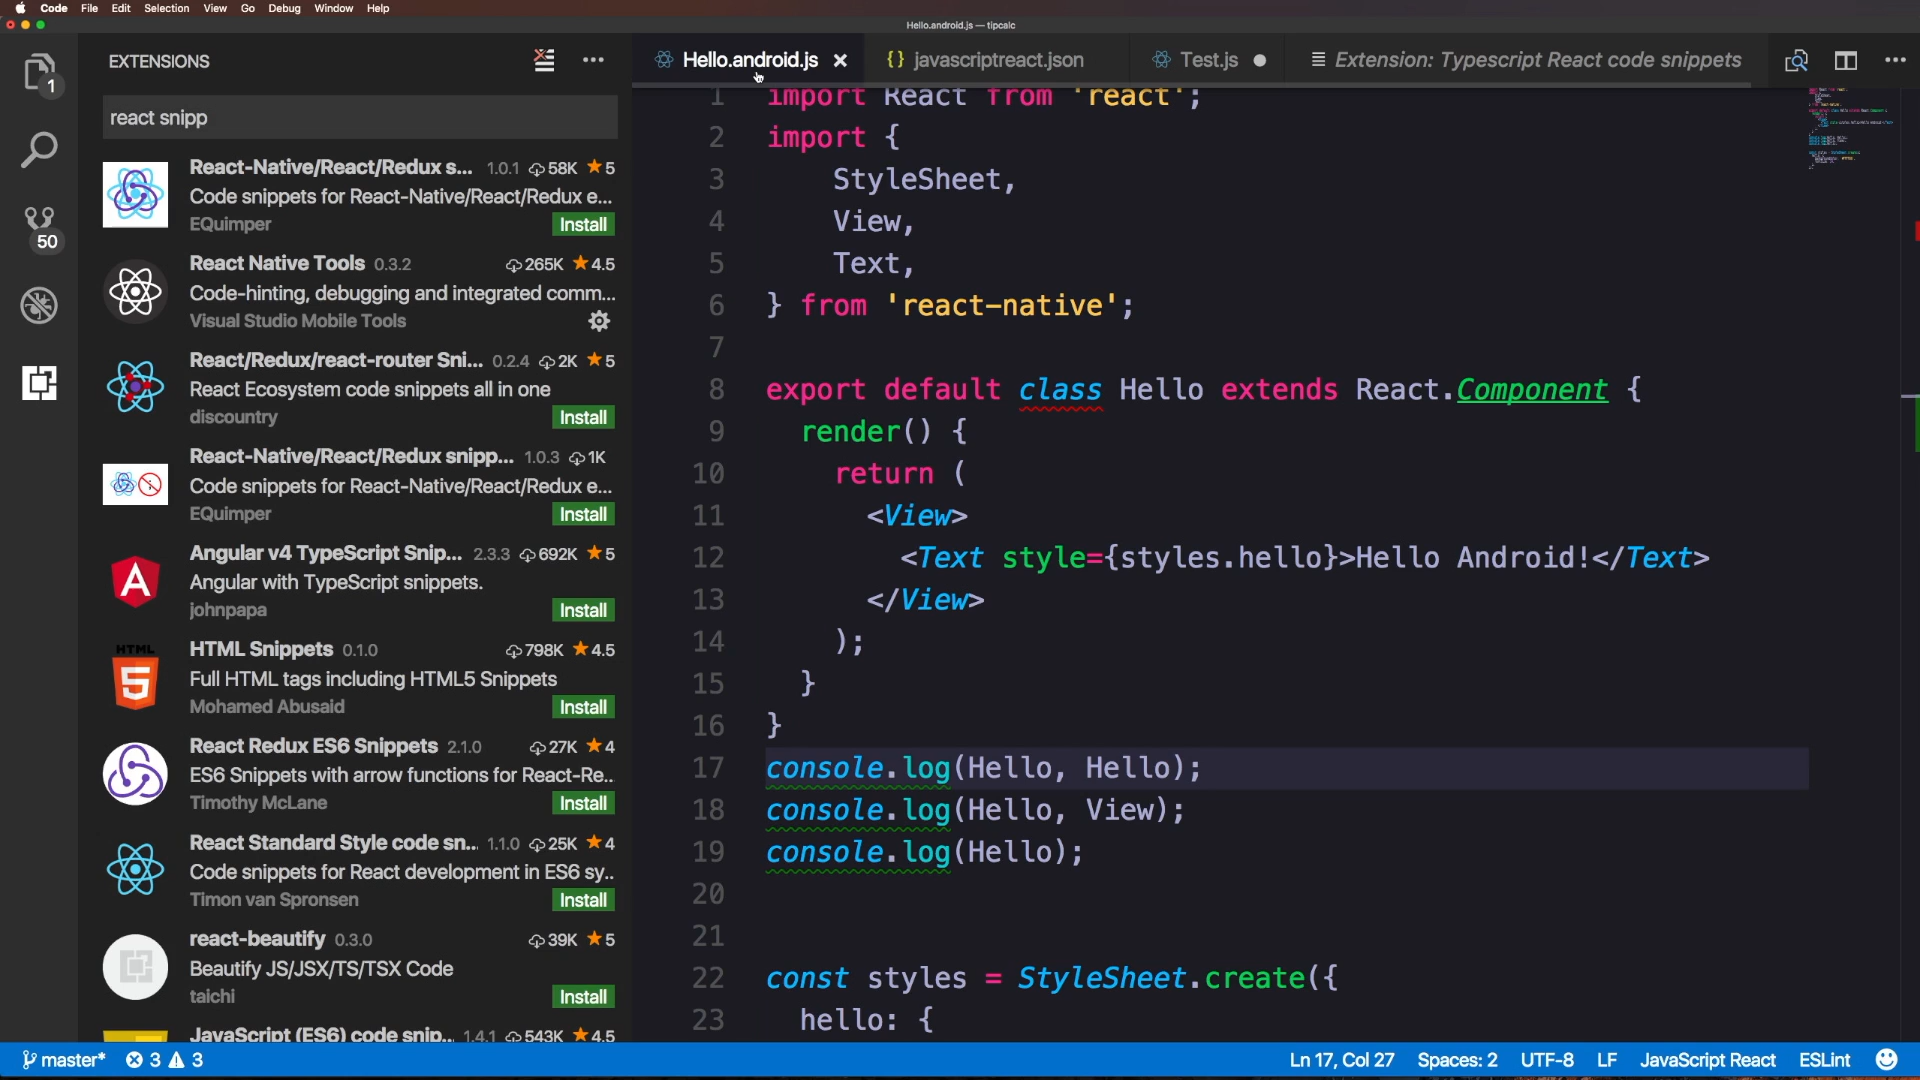 Code File Edit Selection View Go Debug Window Help
Hello.android.js — tipcalc
EXTENSIONS
Hello.android.js
{} javascriptreact.json
Test.js
Extension: Typescript React code snippets
1
50
react snipp
React-Native/React/Redux s... 1.0.1 58K ★5
Code snippets for React-Native/React/Redux e...
EQuimper Install
React Native Tools 0.3.2 265K ★4.5
Code-hinting, debugging and integrated comm...
Visual Studio Mobile Tools
React/Redux/react-router Sni... 0.2.4 2K ★5
React Ecosystem code snippets all in one
discountry Install
React-Native/React/Redux snipp... 1.0.3 1K
Code snippets for React-Native/React/Redux e...
EQuimper Install
Angular v4 TypeScript Snip... 2.3.3 692K ★5
Angular with TypeScript snippets.
johnpapa Install
HTML
HTML Snippets 0.1.0 798K ★4.5
Full HTML tags including HTML5 Snippets
Mohamed Abusaid Install
React Redux ES6 Snippets 2.1.0 27K ★4
ES6 Snippets with arrow functions for React-Re...
Timothy McLane Install
React Standard Style code sn... 1.1.0 25K ★4
Code snippets for React development in ES6 sy...
Timon van Spronsen Install
react-beautify 0.3.0 39K ★5
Beautify JS/JSX/TS/TSX Code
taichi Install
JavaScript (ES6) code snip... 1.4.1 543K ★4.5
1 import React from 'react';
2 import {
3 StyleSheet,
4 View,
5 Text,
6 } from 'react-native';
7
8 export default class Hello extends React.Component {
9 render() {
10 return (
11 <View>
12 <Text style={styles.hello}>Hello Android!</Text>
13 </View>
14 );
15 }
16 }
17 console.log(Hello, Hello);
18 console.log(Hello, View);
19 console.log(Hello);
20
21
22 const styles = StyleSheet.create({
23 hello: {
master* 3 3 Ln 17, Col 27 Spaces: 2 UTF-8 LF JavaScript React ESLint